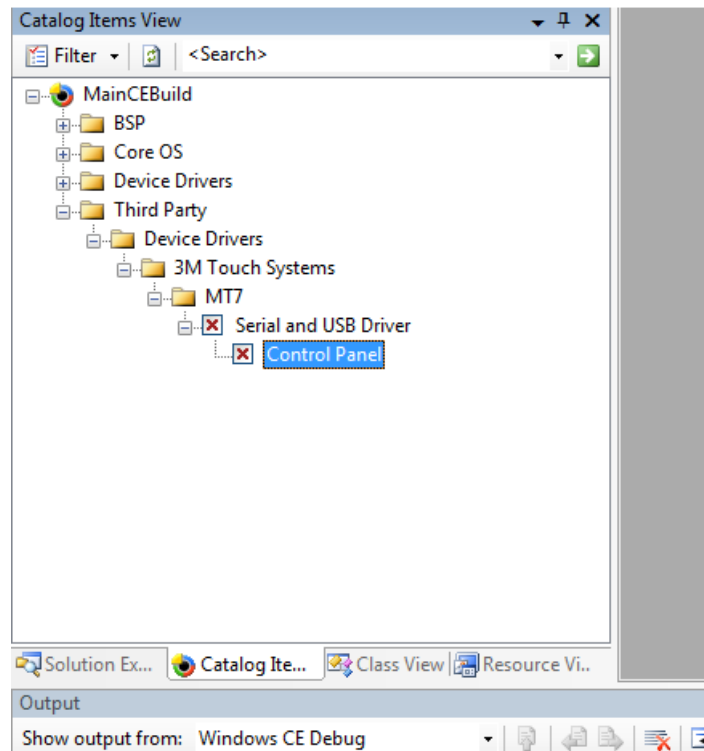 Catalog Items View
Filter <Search>
MainCEBuild
BSP
Core OS
Device Drivers
Third Party
Device Drivers
3M Touch Systems
MT7
Serial and USB Driver
Control Panel
Solution Ex... Catalog Ite... Class View Resource Vi..
Output
Show output from: Windows CE Debug